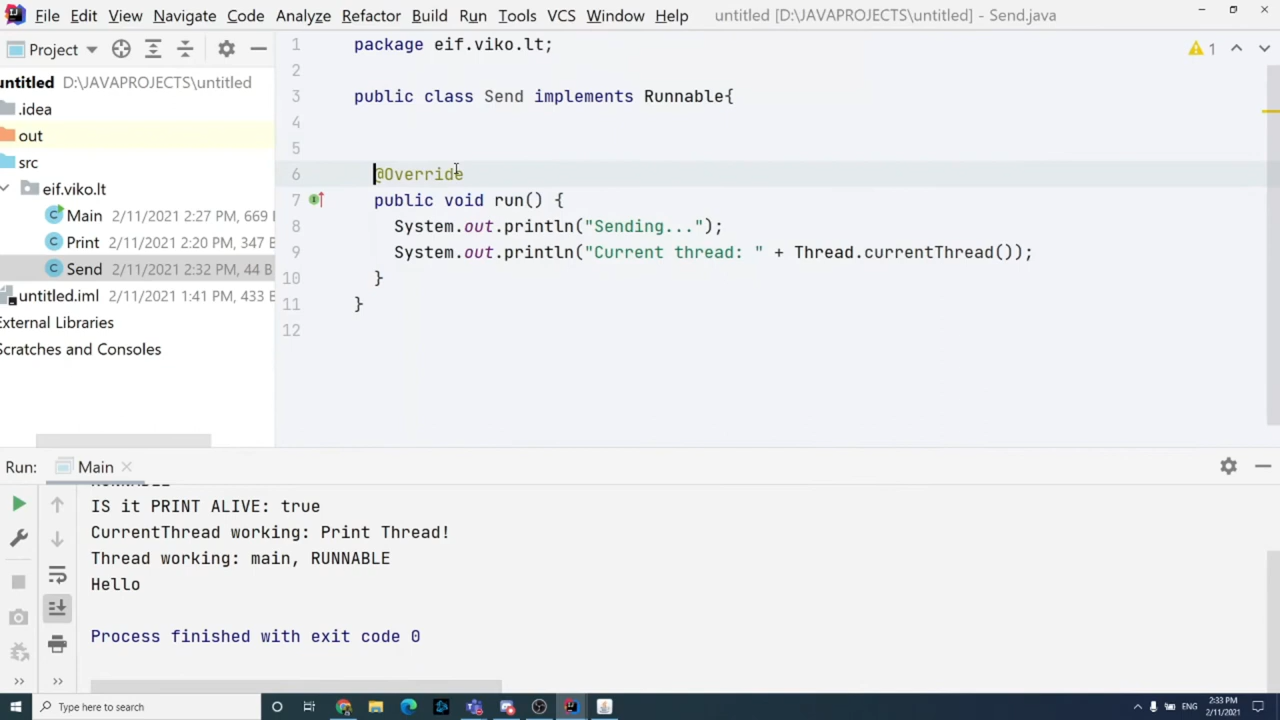 File Edit View Navigate Code Analyze Refactor Build Run Tools VCS Window Help untitled [D:\JAVAPROJECTS\untitled] - Send.java
Project
1 package eif.viko.lt;
1
2
untitled D:\JAVAPROJECTS\untitled
3 public class Send implements Runnable{
.idea
4
out
5
src
6 @Override
eif.viko.lt
7 public void run() {
Main 2/11/2021 2:27 PM, 669
8 System.out.println("Sending...");
Print 2/11/2021 2:20 PM, 347 B
9 System.out.println("Current thread: " + Thread.currentThread());
Send 2/11/2021 2:32 PM, 44 B
10 }
untitled.iml 2/11/2021 1:41 PM, 433 B
11 }
External Libraries
12
Scratches and Consoles
Run: Main
RUNNABLE
IS it PRINT ALIVE: true
CurrentThread working: Print Thread!
Thread working: main, RUNNABLE
Hello
Process finished with exit code 0
Type here to search
ENG
2:33 PM
2/11/2021